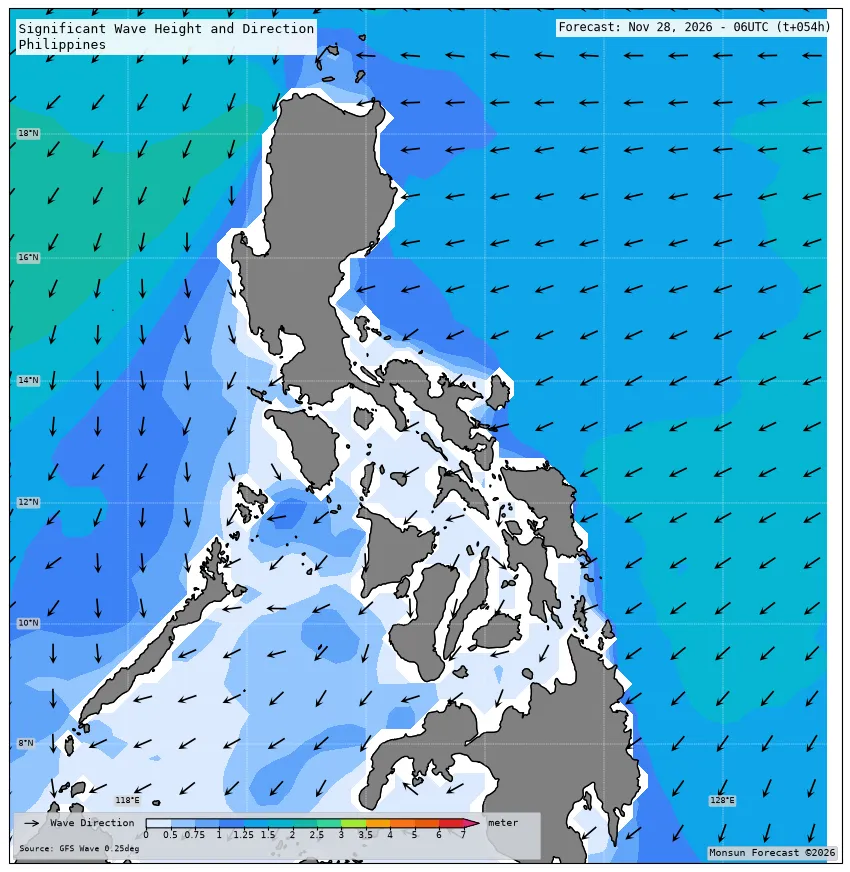 Significant Wave Height and Direction
Philippines
Forecast: Nov 28, 2026 - 06UTC (t+054h)
18°N
16°N
14°N
12°N
10°N
8°N
118°E
128°E
Wave Direction
0 0.5 0.75 1 1.25 1.5 2 2.5 3 3.5 4 5 6 7
meter
Source: GFS Wave 0.25deg
Monsun Forecast ©2026